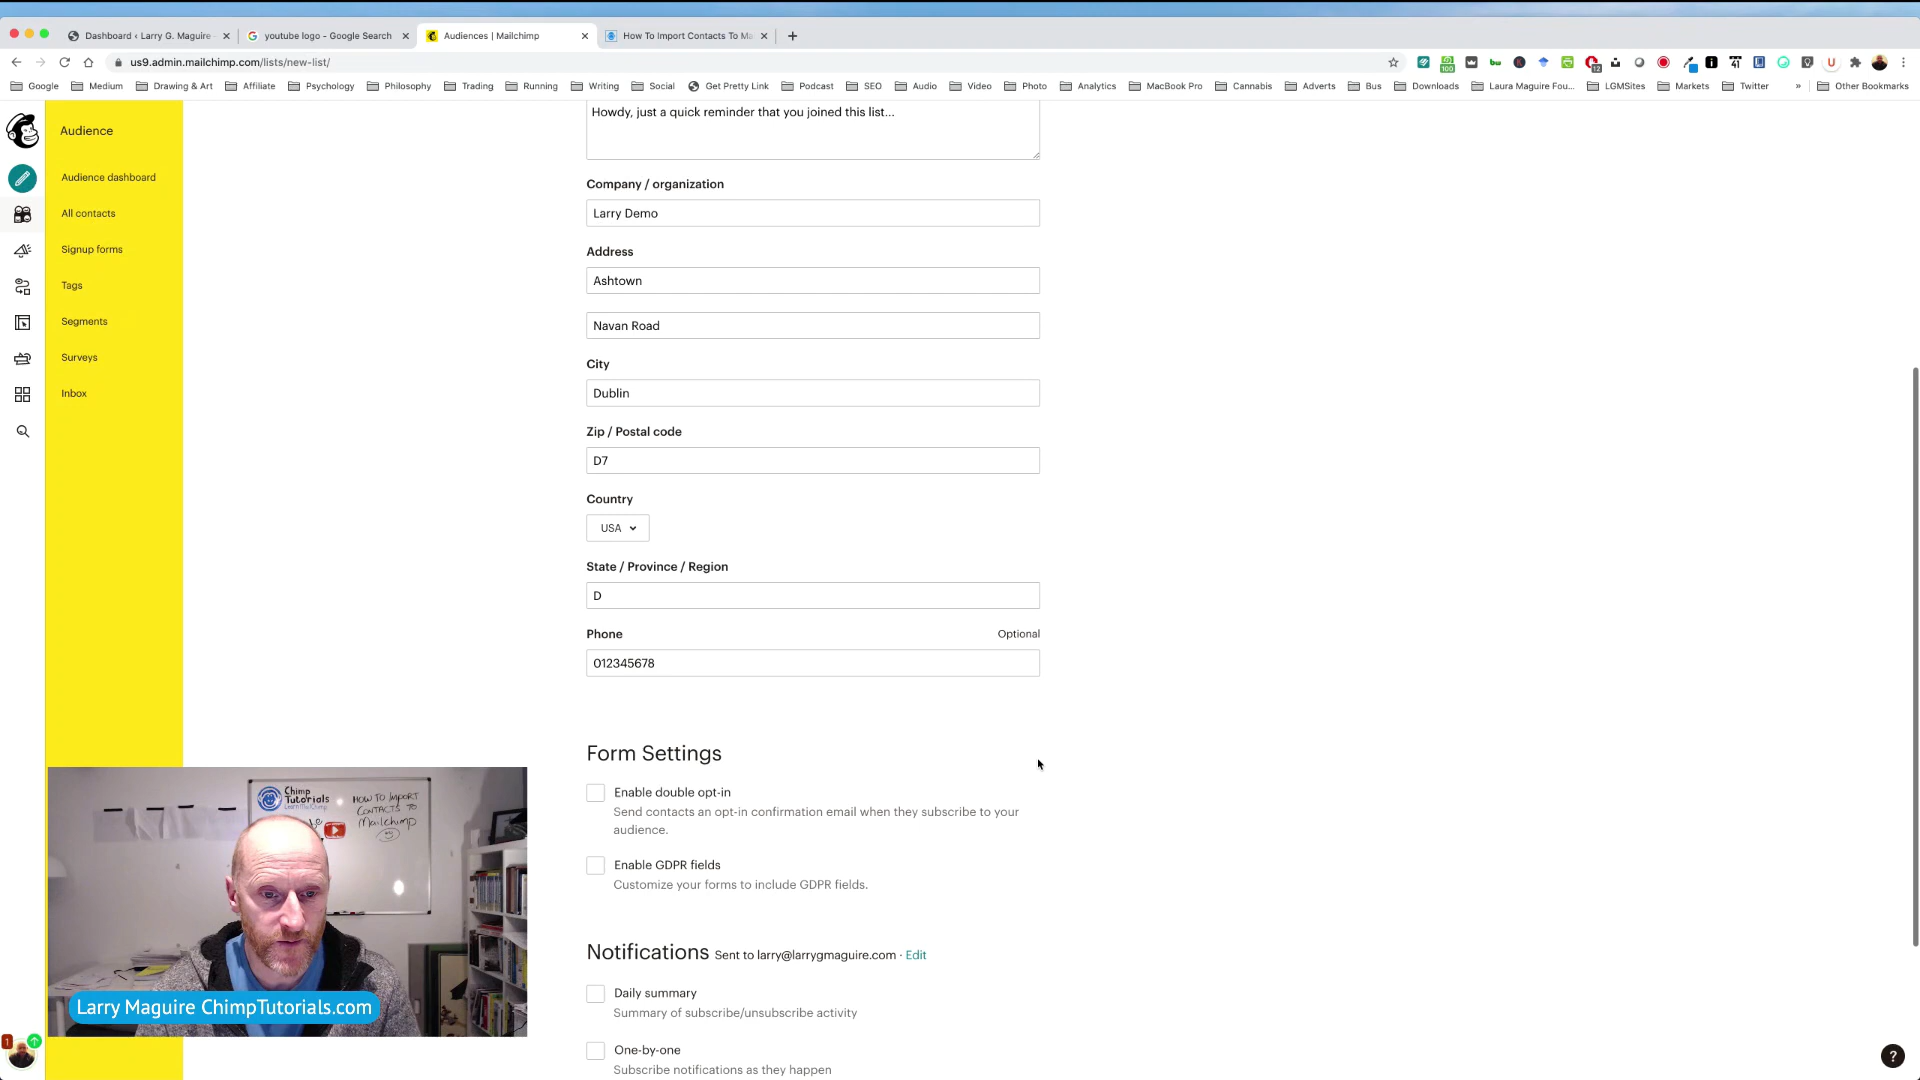 Dashboard ‹ Larry G. Maguire
youtube logo - Google Search
Audiences | Mailchimp
How To Import Contacts To Ma
us9.admin.mailchimp.com/lists/new-list/
Google
Medium
Drawing & Art
Affiliate
Psychology
Philosophy
Trading
Running
Writing
Social
Get Pretty Link
Podcast
SEO
Audio
Video
Photo
Analytics
MacBook Pro
Cannabis
Adverts
Bus
Downloads
Laura Maguire Fou...
LGMSites
Markets
Twitter
»
Other Bookmarks
Audience
Audience dashboard
All contacts
Signup forms
Tags
Segments
Surveys
Inbox
Howdy, just a quick reminder that you joined this list...
Company / organization
Larry Demo
Address
Ashtown
Navan Road
City
Dublin
Zip / Postal code
D7
Country
USA
State / Province / Region
D
Phone
Optional
012345678
Form Settings
Enable double opt-in
Send contacts an opt-in confirmation email when they subscribe to your
audience.
Enable GDPR fields
Customize your forms to include GDPR fields.
Notifications Sent to larry@larrygmaguire.com · Edit
Daily summary
Summary of subscribe/unsubscribe activity
One-by-one
Subscribe notifications as they happen
Chimp
Tutorials
HOW TO IMPORT
CONTACTS TO
Mailchimp
Larry Maguire ChimpTutorials.com
1
?